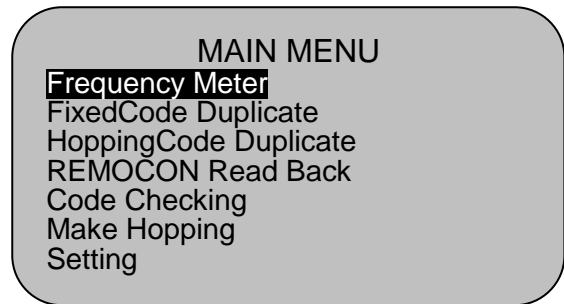 MAIN MENU
Frequency Meter
FixedCode Duplicate
HoppingCode Duplicate
REMOCON Read Back
Code Checking
Make Hopping
Setting